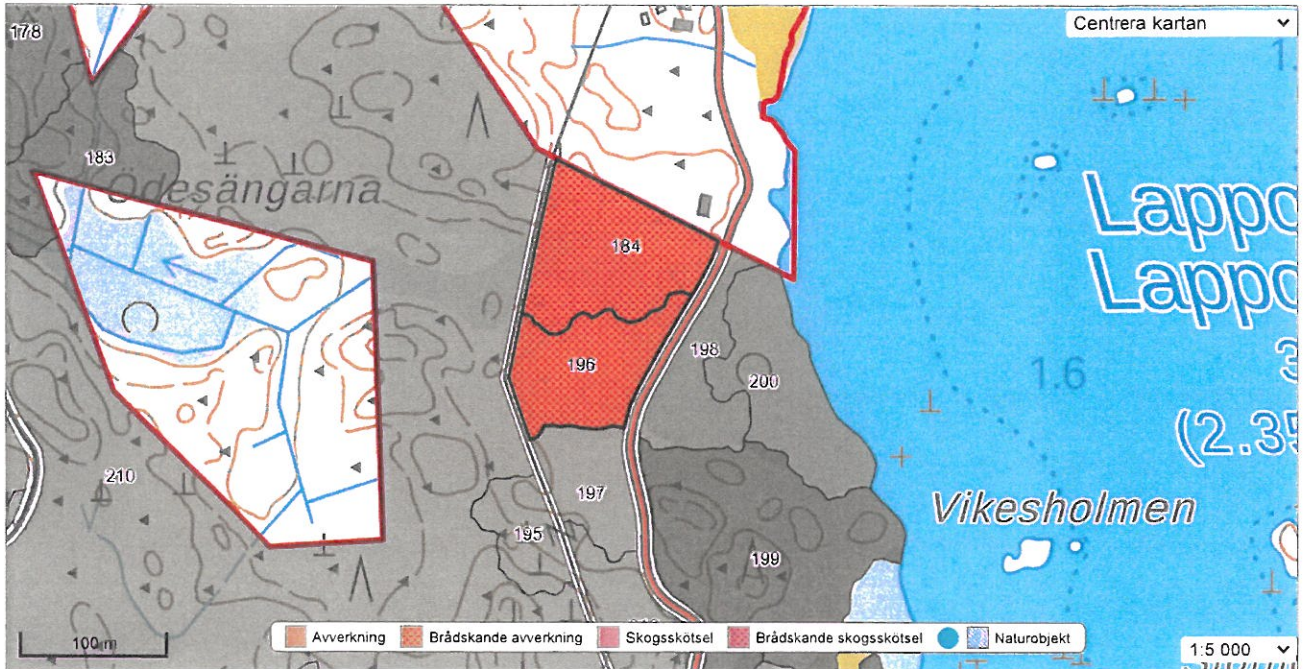 178
Centrera kartan
183
Ödesängarna
184
Lappo
Lappo
196
198
200
1.6
3
(2.35
210
197
195
Vikesholmen
199
100 m
Avverkning Brådskande avverkning Skogsskötsel Brådskande skogsskötsel Naturobjekt
1:5 000